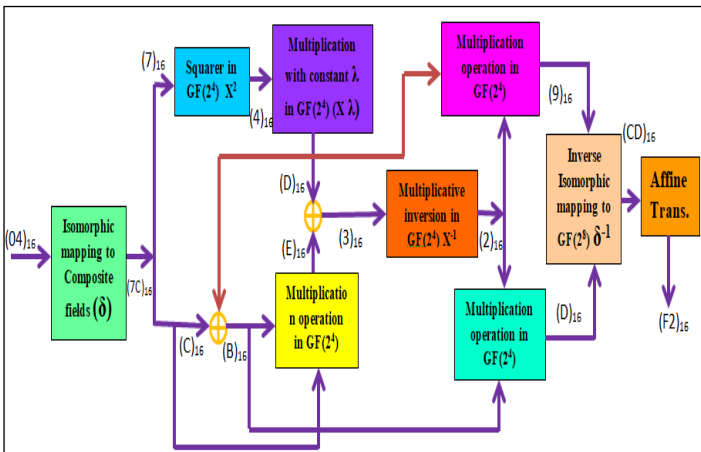 (04)₁₆
Isomorphic
mapping to
Composite
fields (δ)
(7C)₁₆
(7)₁₆
Squarer in
GF(2⁴) X²
(4)₁₆
Multiplication
with constant λ
in GF(2⁴) (X λ)
(D)₁₆
(E)₁₆
(C)₁₆
(B)₁₆
Multiplicatio
n operation
in GF(2⁴)
(3)₁₆
Multiplicative
inversion in
GF(2⁴) X⁻¹
(2)₁₆
Multiplication
operation in
GF(2⁴)
(9)₁₆
Multiplication
operation in
GF(2⁴)
(D)₁₆
Inverse
Isomorphic
mapping to
GF(2⁸) δ⁻¹
(CD)₁₆
Affine
Trans.
(F2)₁₆